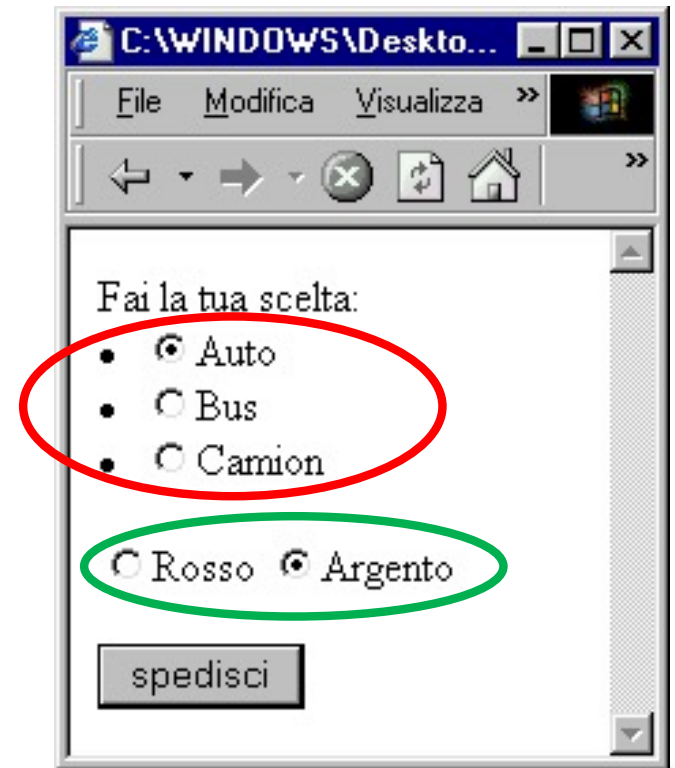 C:\WINDOWS\Deskto...
File Modifica Visualizza »
»
Fai la tua scelta:
• Auto
• Bus
• Camion
Rosso Argento
spedisci